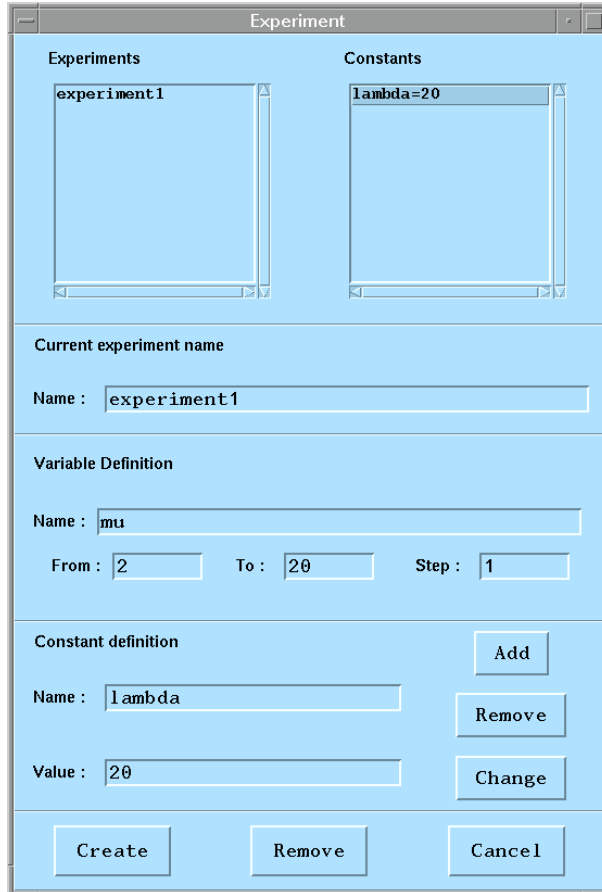 Experiment
Experiments Constants
experiment1 lambda=20
Current experiment name
Name : experiment1
Variable Definition
Name : mu
From : 2 To : 20 Step : 1
Constant definition
Add
Name : lambda
Remove
Value : 20
Change
Create Remove Cancel